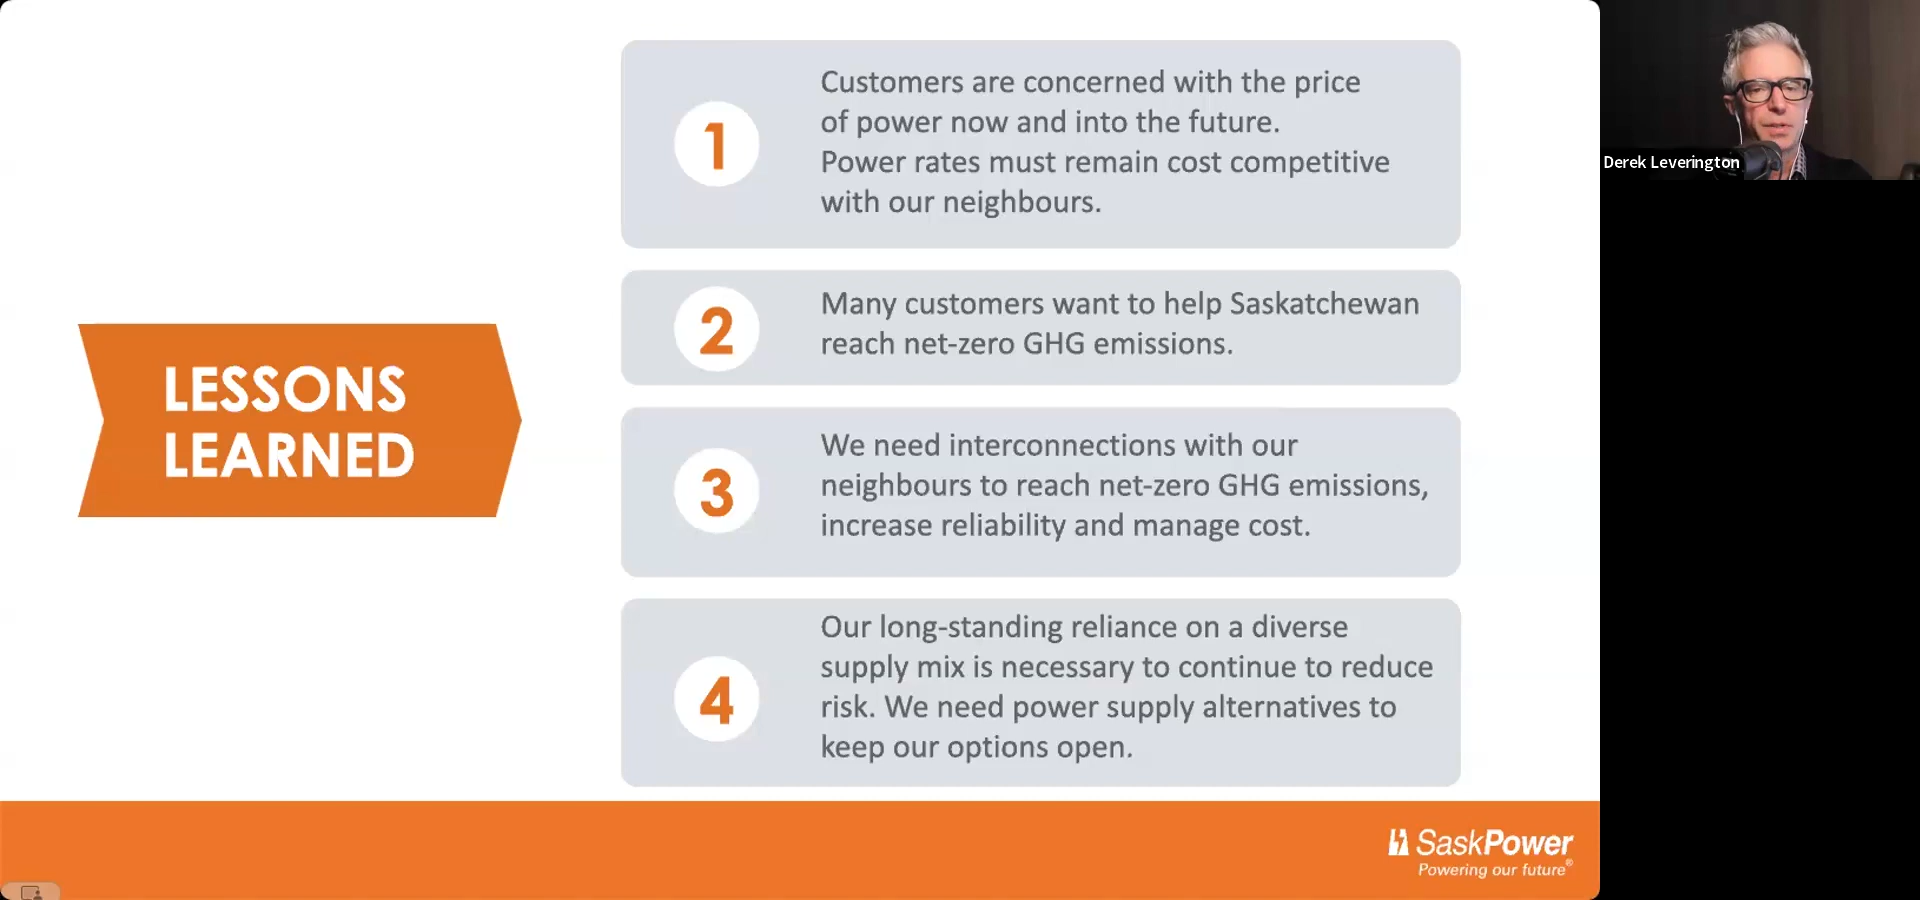 LESSONS
LEARNED
1
Customers are concerned with the price
of power now and into the future.
Power rates must remain cost competitive
with our neighbours.
2
Many customers want to help Saskatchewan
reach net-zero GHG emissions.
3
We need interconnections with our
neighbours to reach net-zero GHG emissions,
increase reliability and manage cost.
4
Our long-standing reliance on a diverse
supply mix is necessary to continue to reduce
risk. We need power supply alternatives to
keep our options open.
SaskPower
Powering our future®
Derek Leverington